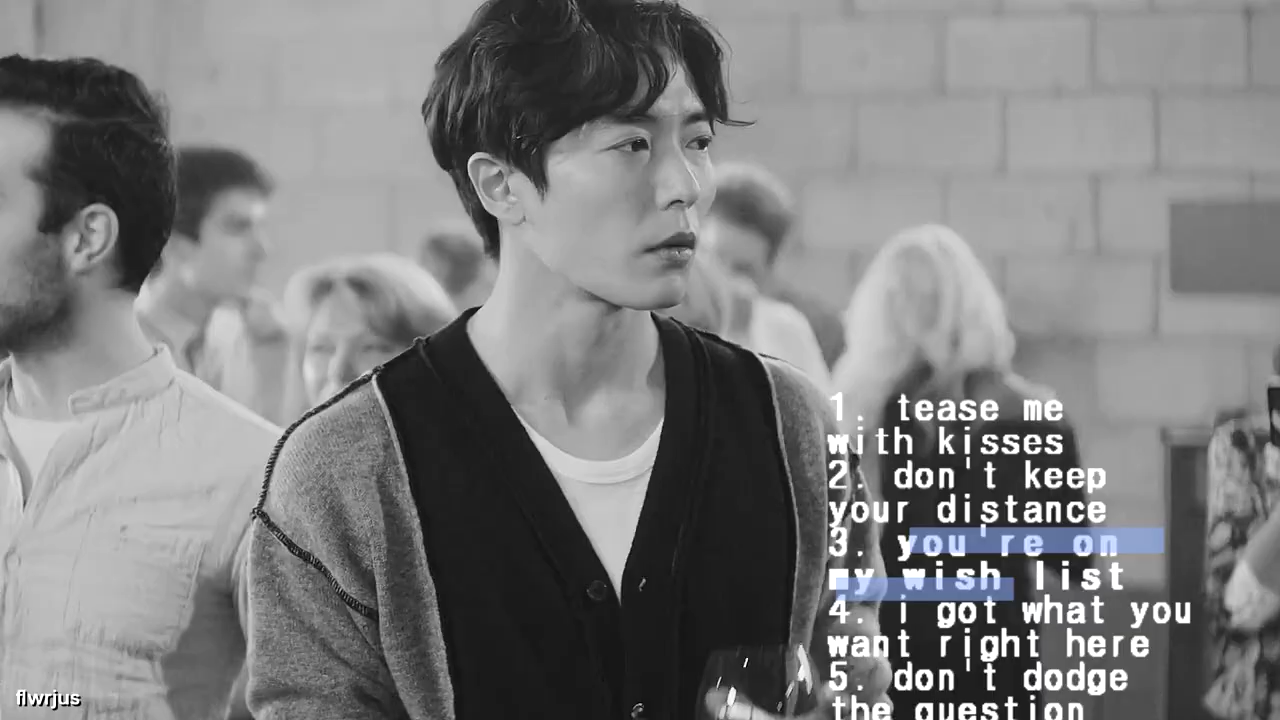 1. tease me
with kisses
2. don't keep
your distance
3. you're on
my wish list
4. i got what you
want right here
5. don't dodge
the question
flwrjus